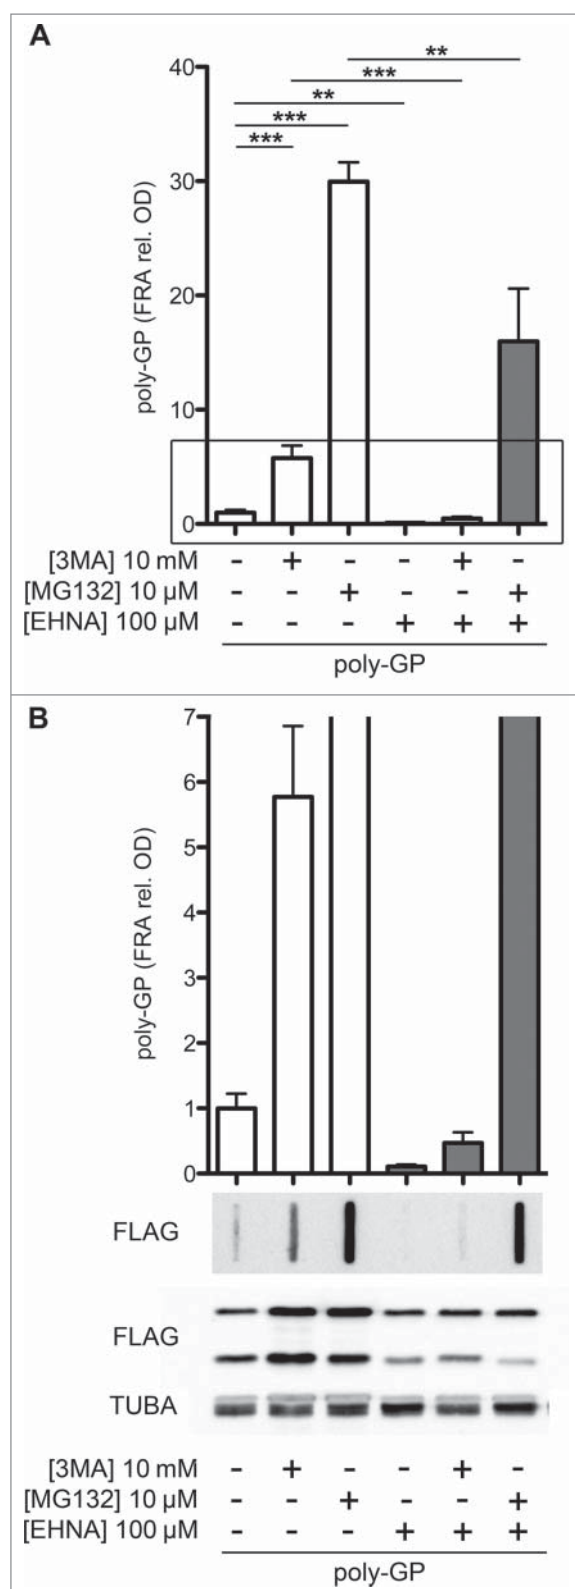 A
40
**
***
**
***
***
30
20
10
0
poly-GP (FRA rel. OD)
[3MA] 10 mM - + - - + -
[MG132] 10 µM - - + - - +
[EHNA] 100 µM - - - + + +
poly-GP
B
7
6
5
4
3
2
1
0
poly-GP (FRA rel. OD)
FLAG
FLAG
TUBA
[3MA] 10 mM - + - - + -
[MG132] 10 µM - - + - - +
[EHNA] 100 µM - - - + + +
poly-GP